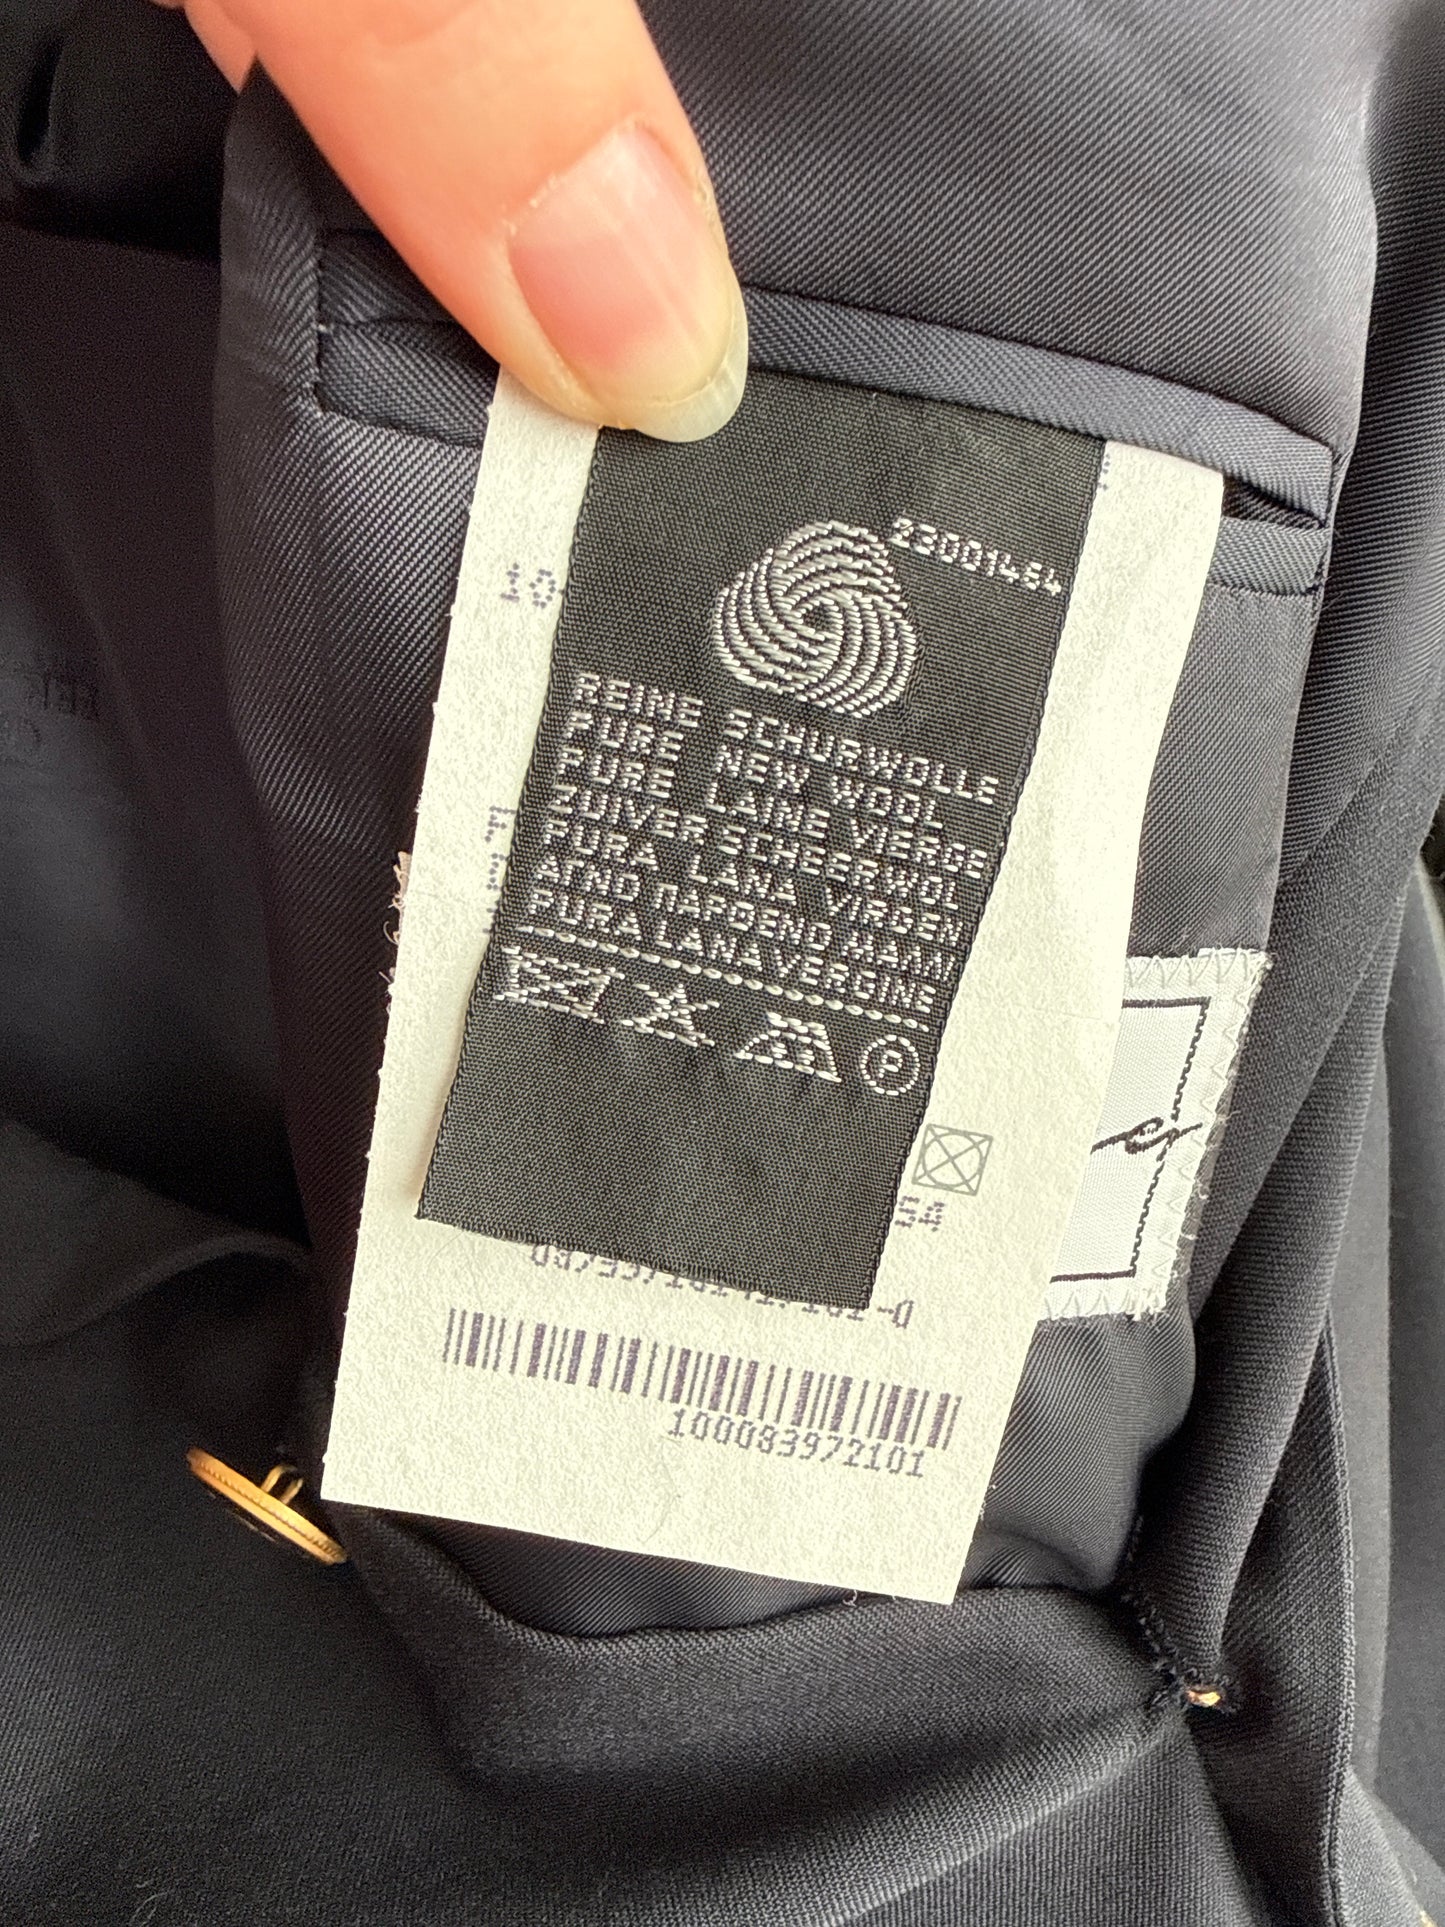 23001464
REINE SCHURWOLLE
PURE NEW WOOL
PURE LAINE VIERGE
ZUIVER SCHEERWOL
PURA LANA VIRGEN
ΑΓΝΟ ΠΑΡΘΕΝΟ ΜΑΛΛΙ
PURA LANA VERGINE
P
100083972101